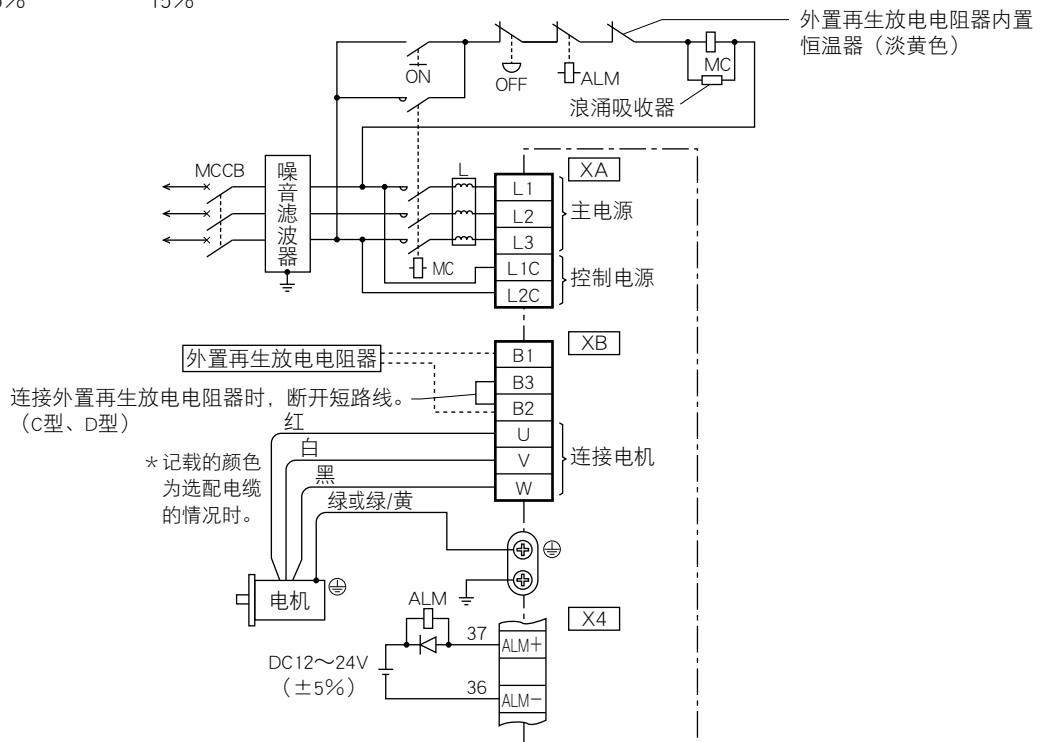 15%
外置再生放电电阻器内置
恒温器（淡黄色）
ON
OFF
ALM
MC
浪涌吸收器
MCCB
噪音滤波器
L
XA
L1
L2
L3
主电源
MC
L1C
L2C
控制电源
XB
外置再生放电电阻器
B1
B3
B2
连接外置再生放电电阻器时，断开短路线。
（C型、D型）
红
U
白
V
连接电机
黑
W
＊记载的颜色
为选配电缆
的情况时。
绿或绿/黄
电机
ALM
X4
37
ALM＋
DC12～24V
（±5％）
36
ALM－